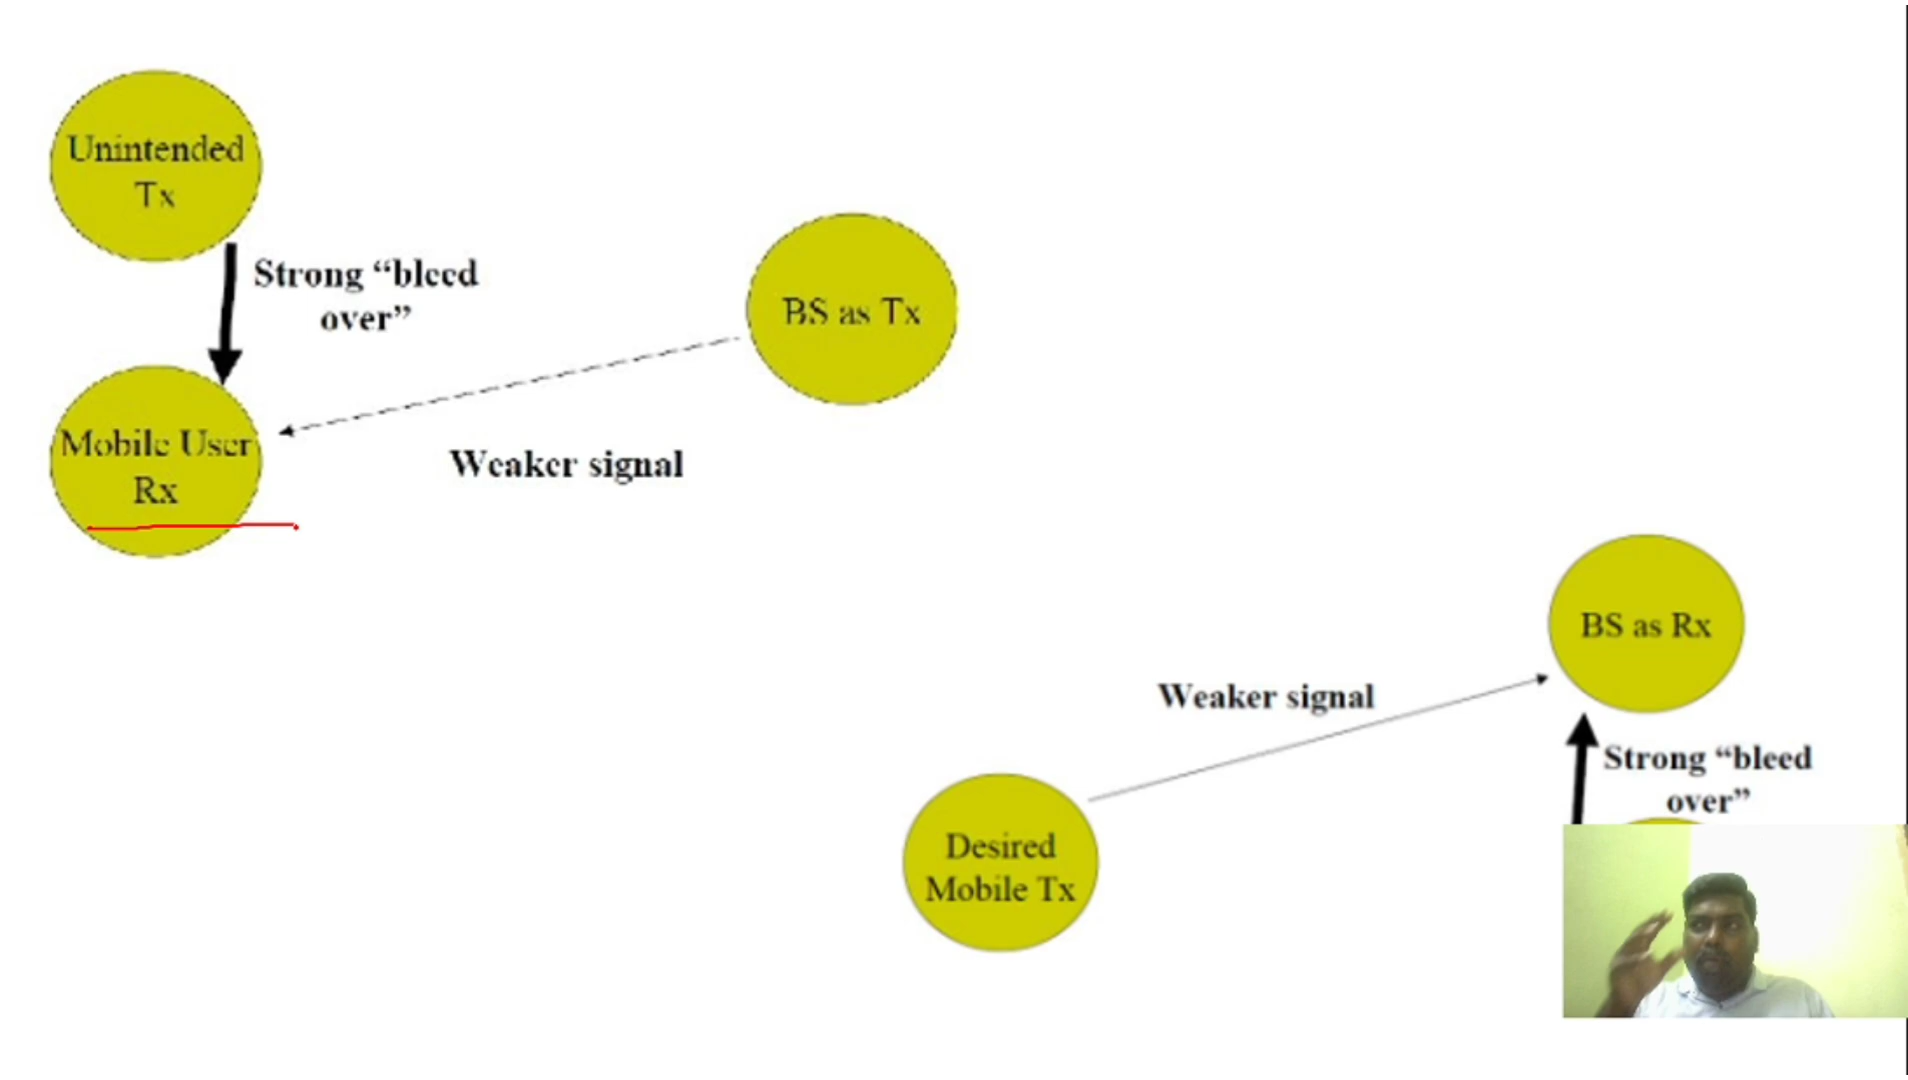 Unintended
Tx
Strong “bleed
over”
BS as Tx
Mobile User
Rx
Weaker signal
BS as Rx
Weaker signal
Strong “bleed
over”
Desired
Mobile Tx